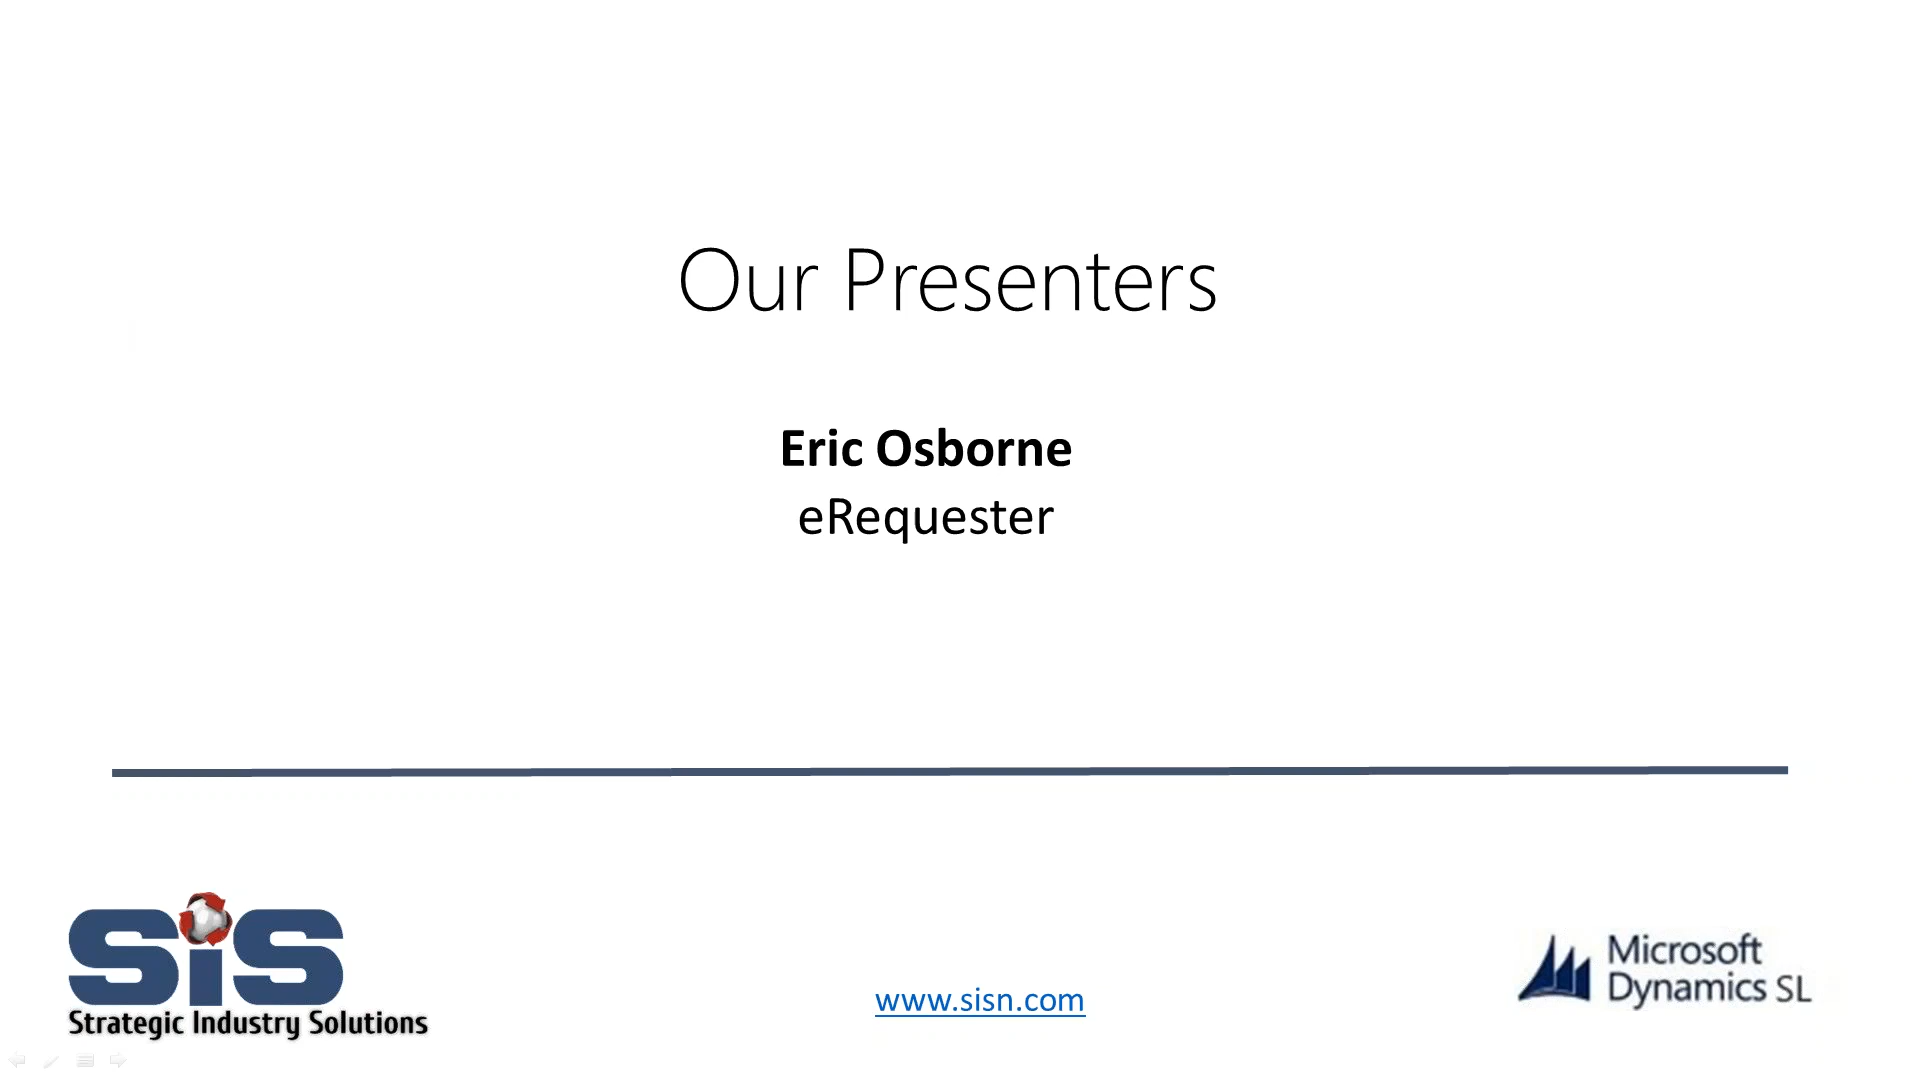 Our Presenters
Eric Osborne
eRequester
SiS
Strategic Industry Solutions
www.sisn.com
Microsoft
Dynamics SL